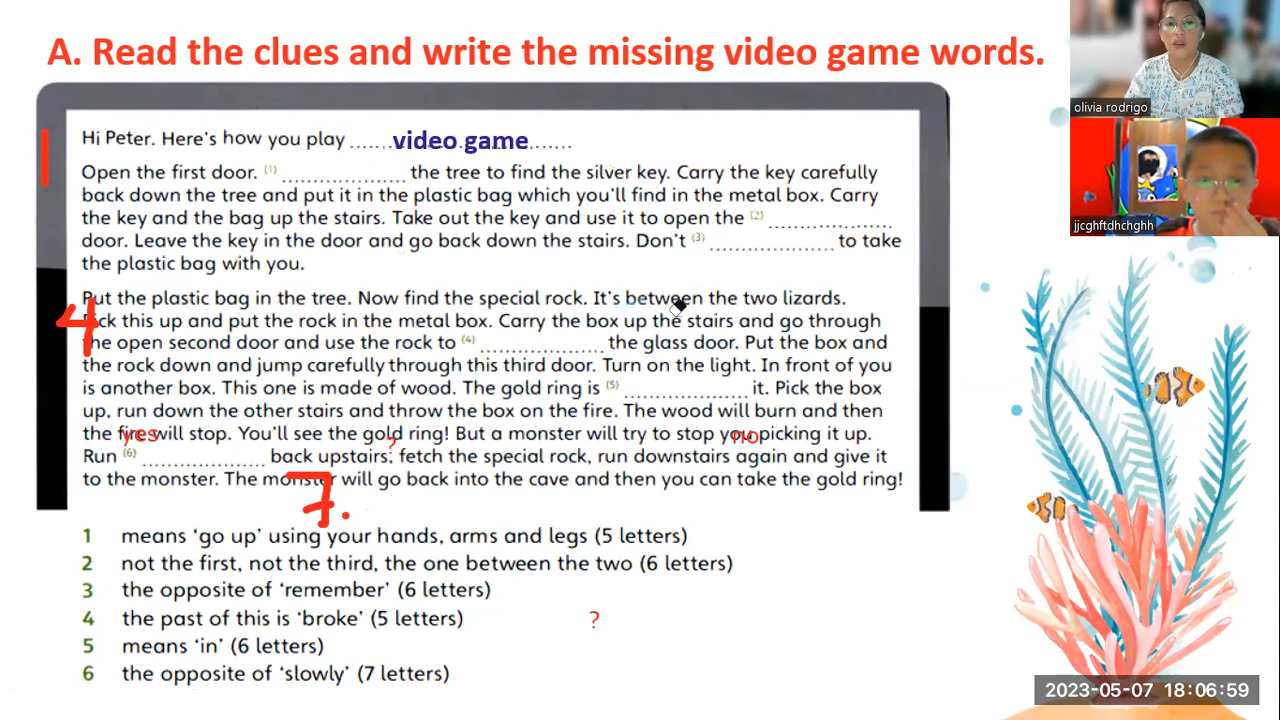 A. Read the clues and write the missing video game words.
olivia rodrigo
jjcghftdhchghh
Hi Peter. Here's how you play ......video game.......
Open the first door. (1) .................... the tree to find the silver key. Carry the key carefully
back down the tree and put it in the plastic bag which you'll find in the metal box. Carry
the key and the bag up the stairs. Take out the key and use it to open the (2) ....................
door. Leave the key in the door and go back down the stairs. Don't (3) .................... to take
the plastic bag with you.
Put the plastic bag in the tree. Now find the special rock. It's between the two lizards.
Pick this up and put the rock in the metal box. Carry the box up the stairs and go through
the open second door and use the rock to (4) .................... the glass door. Put the box and
the rock down and jump carefully through this third door. Turn on the light. In front of you
is another box. This one is made of wood. The gold ring is (5) .................... it. Pick the box
up, run down the other stairs and throw the box on the fire. The wood will burn and then
the fire will stop. You'll see the gold ring! But a monster will try to stop you picking it up.
Run (6) .................... back upstairs, fetch the special rock, run downstairs again and give it
to the monster. The monster will go back into the cave and then you can take the gold ring!
1
4
yes
?
no
7.
1 means 'go up' using your hands, arms and legs (5 letters)
2 not the first, not the third, the one between the two (6 letters)
3 the opposite of 'remember' (6 letters)
4 the past of this is 'broke' (5 letters)
?
5 means 'in' (6 letters)
6 the opposite of 'slowly' (7 letters)
2023-05-07 18:06:59